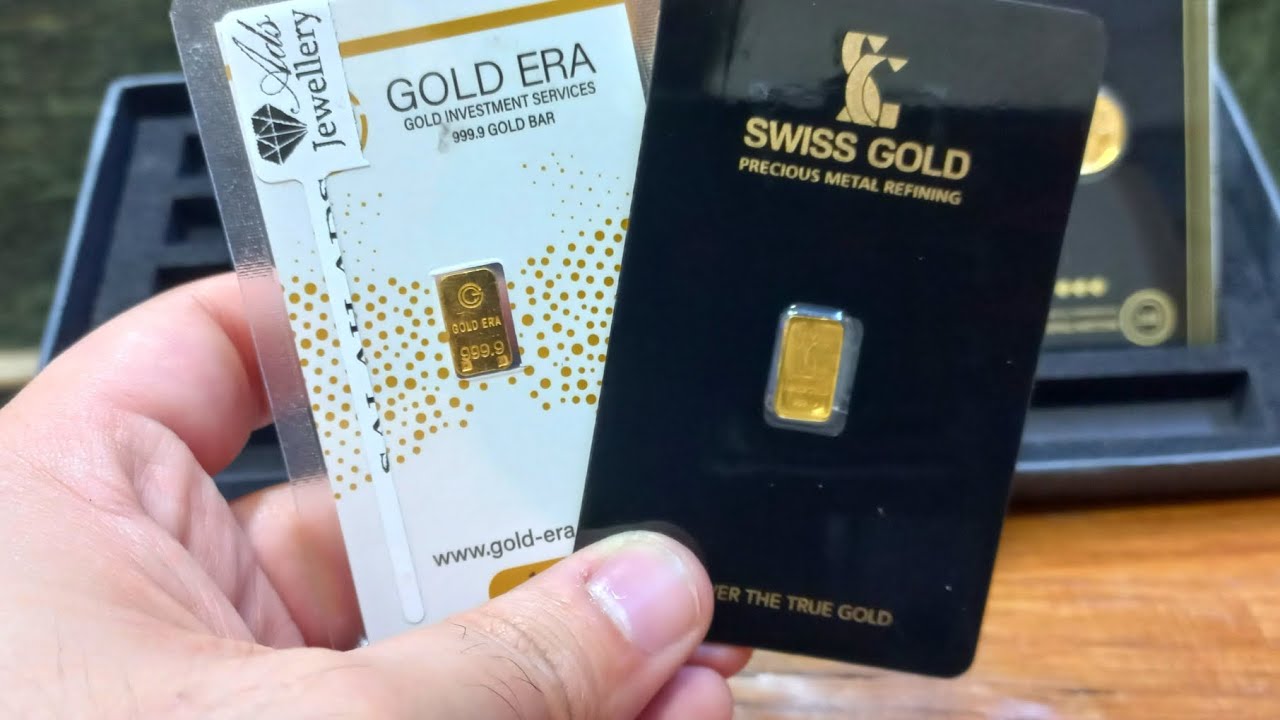 Ads
Jewellery
GOLD ERA
GOLD INVESTMENT SERVICES
999.9 GOLD BAR
GOLD ERA
999.9
www.gold-era
SWISS GOLD
PRECIOUS METAL REFINING
THE TRUE GOLD